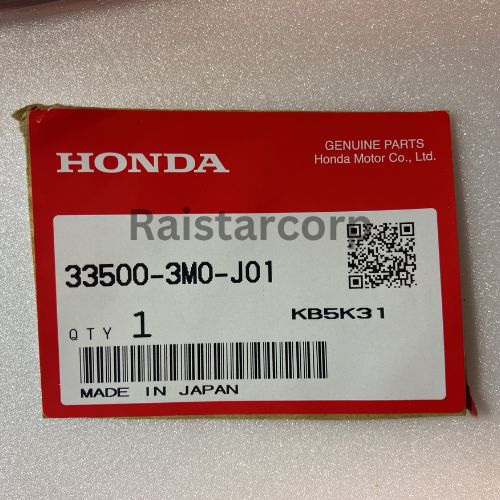 HONDA
GENUINE PARTS
Honda Motor Co., Ltd.
Raistarcorp
33500-3M0-J01
KB5K31
QTY 1
MADE IN JAPAN